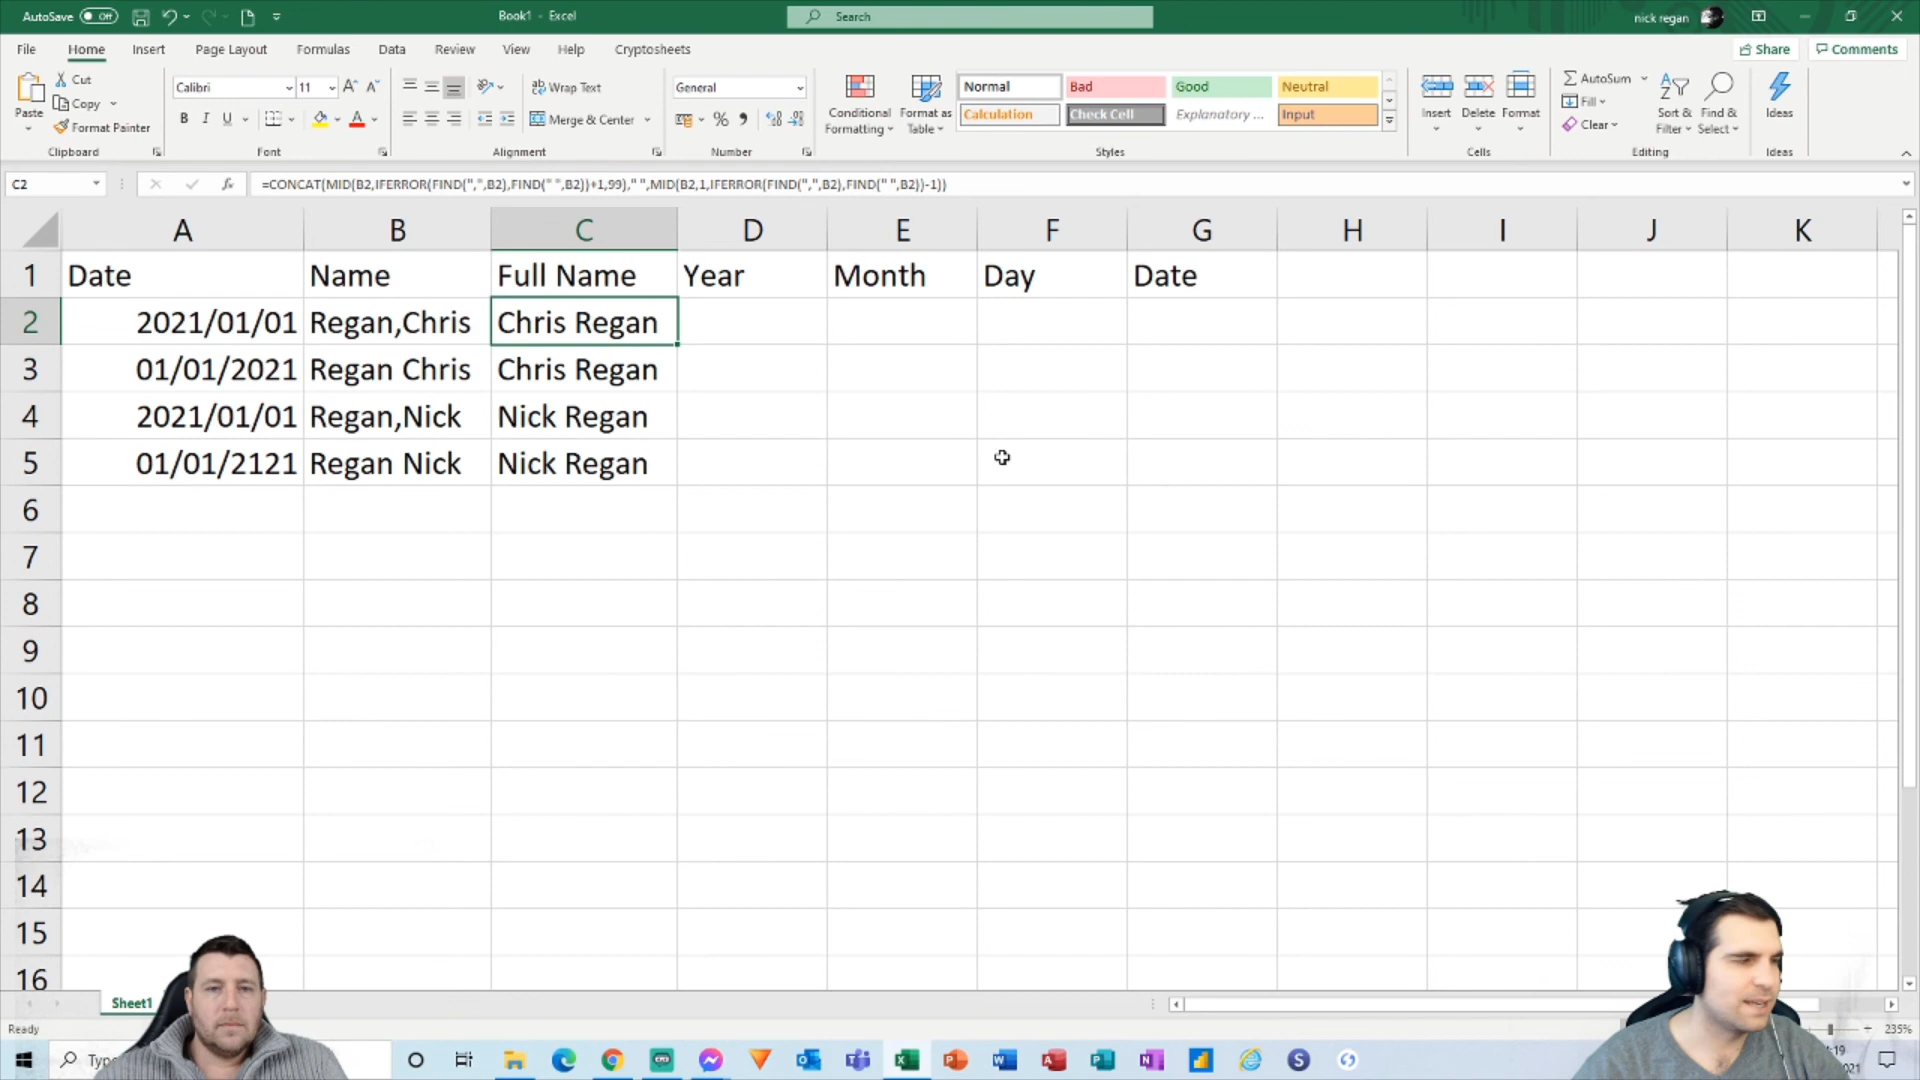 AutoSave Off Book1 - Excel Search nick regan
File Home Insert Page Layout Formulas Data Review View Help Cryptosheets Share Comments
Paste Cut Copy Format Painter Clipboard
Calibri 11 B I U A Font
Wrap Text Merge & Center Alignment
General % Number
Conditional Formatting Format as Table
Normal Bad Good Neutral
Calculation Check Cell Explanatory ... Input
Styles
Insert Delete Format Cells
AutoSum Fill Clear Sort & Filter Find & Select Editing
Ideas Ideas
C2 fx =CONCAT(MID(B2,IFERROR(FIND(",",B2),FIND(" ",B2))+1,99)," ",MID(B2,1,IFERROR(FIND(",",B2),FIND(" ",B2))-1))
A B C D E F G H I J K
1 Date Name Full Name Year Month Day Date
2 2021/01/01 Regan,Chris Chris Regan
3 01/01/2021 Regan Chris Chris Regan
4 2021/01/01 Regan,Nick Nick Regan
5 01/01/2121 Regan Nick Nick Regan
6
7
8
9
10
11
12
13
14
15
16
Sheet1
Ready 235%